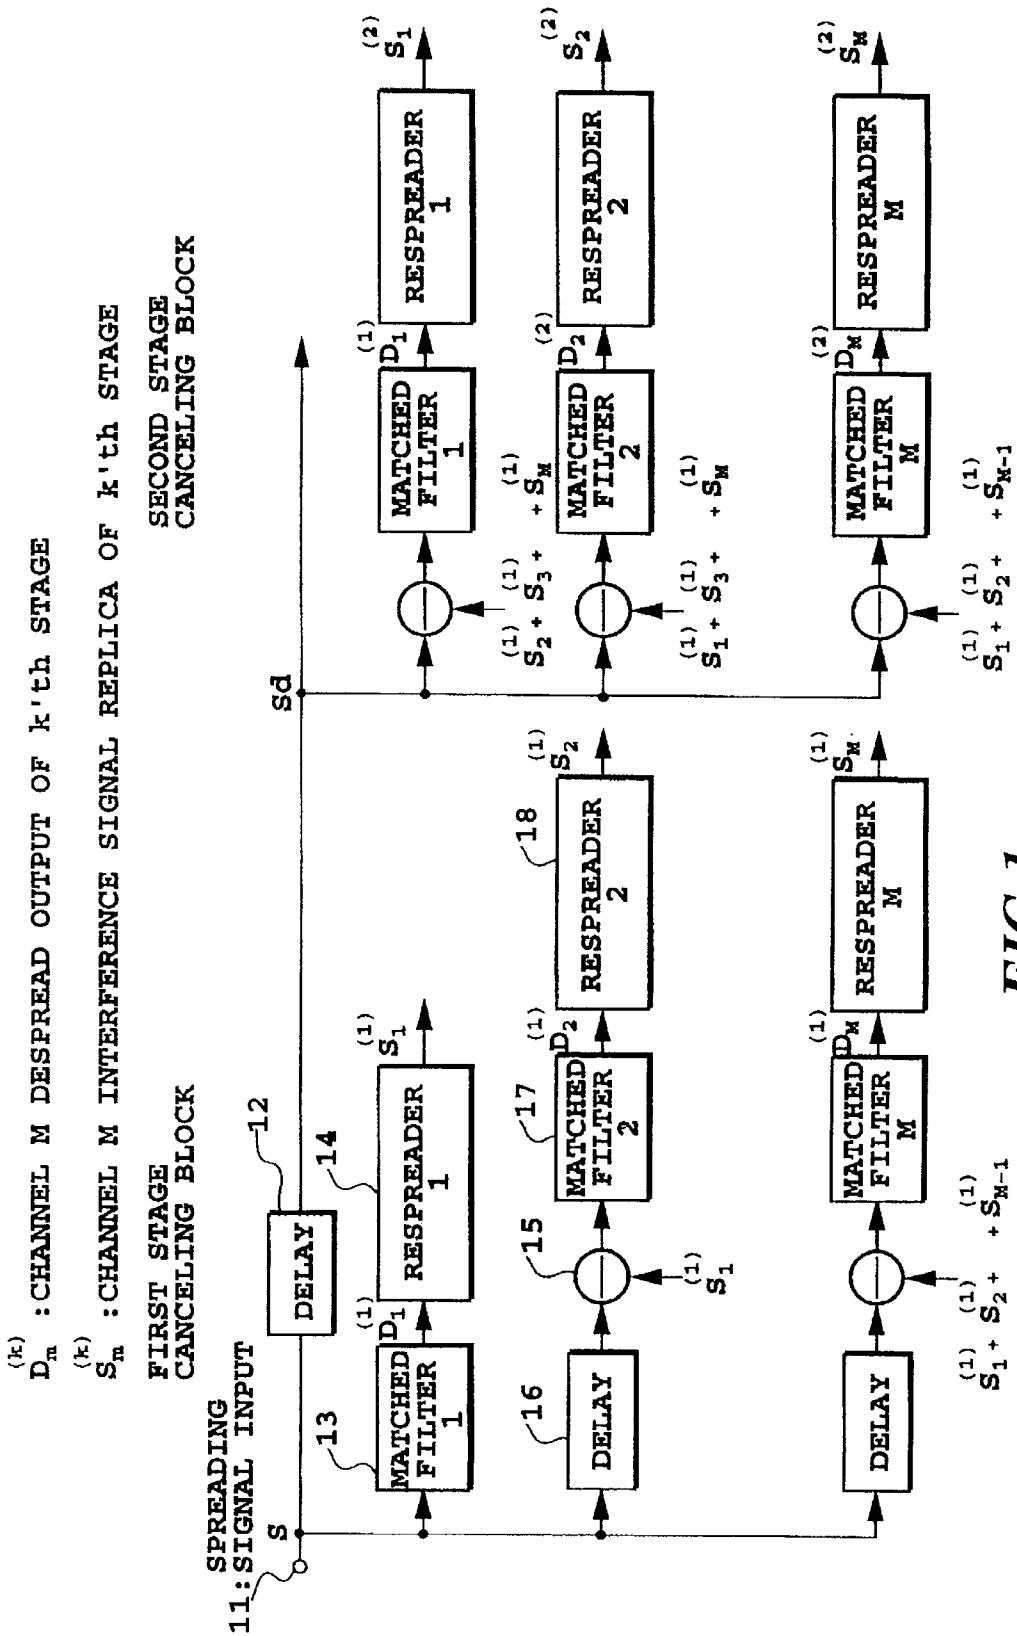 D_m^(k) :CHANNEL M DESPREAD OUTPUT OF k'th STAGE
S_m^(k) :CHANNEL M INTERFERENCE SIGNAL REPLICA OF k'th STAGE
FIRST STAGE
CANCELING BLOCK
SECOND STAGE
CANCELING BLOCK
SPREADING
11:SIGNAL INPUT
S
12
DELAY
Sd
13
MATCHED
FILTER
1
D_1^(1)
14
RESPREADER
1
S_1^(1)
MATCHED
FILTER
1
D_1^(1)
RESPREADER
1
S_1^(2)
S_2^(1) + S_3^(1) + + S_M^(1)
16
DELAY
15
S_1^(1)
17
MATCHED
FILTER
2
D_2^(1)
18
RESPREADER
2
S_2^(1)
MATCHED
FILTER
2
D_2^(2)
RESPREADER
2
S_2^(2)
S_1^(1) + S_3^(1) + + S_M^(1)
DELAY
S_1^(1) + S_2^(1) + + S_M-1^(1)
MATCHED
FILTER
M
D_M^(1)
RESPREADER
M
S_M^(1)
MATCHED
FILTER
M
D_M^(2)
RESPREADER
M
S_M^(2)
S_1^(1) + S_2^(1) + + S_M-1^(1)
FIG.1